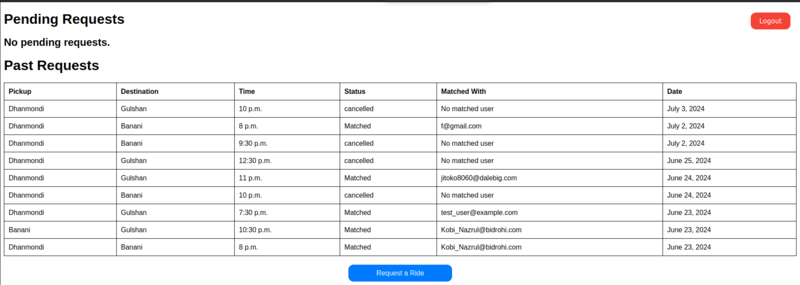 Pending Requests
Logout
No pending requests.
Past Requests
Pickup Destination Time Status Matched With Date
Dhanmondi Gulshan 10 p.m. cancelled No matched user July 3, 2024
Dhanmondi Banani 8 p.m. Matched f@gmail.com July 2, 2024
Dhanmondi Banani 9:30 p.m. cancelled No matched user July 2, 2024
Dhanmondi Gulshan 12:30 p.m. cancelled No matched user June 25, 2024
Dhanmondi Gulshan 11 p.m. Matched jitoko8060@dalebig.com June 24, 2024
Dhanmondi Banani 10 p.m. cancelled No matched user June 24, 2024
Dhanmondi Gulshan 7:30 p.m. Matched test_user@example.com June 23, 2024
Banani Gulshan 10:30 p.m. Matched Kobi_Nazrul@bidrohi.com June 23, 2024
Dhanmondi Banani 8 p.m. Matched Kobi_Nazrul@bidrohi.com June 23, 2024
Request a Ride